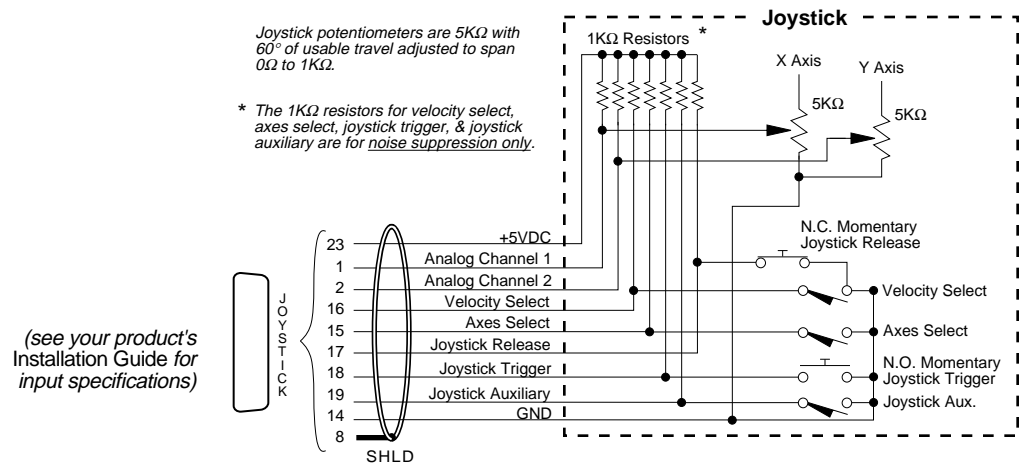 Joystick
Joystick potentiometers are 5KΩ with
60° of usable travel adjusted to span
0Ω to 1KΩ.
* The 1KΩ resistors for velocity select,
axes select, joystick trigger, & joystick
auxiliary are for noise suppression only.
1KΩ Resistors *
X Axis
Y Axis
5KΩ
5KΩ
N.C. Momentary
Joystick Release
23 +5VDC
1 Analog Channel 1
2 Analog Channel 2
16 Velocity Select
15 Axes Select
17 Joystick Release
18 Joystick Trigger
19 Joystick Auxiliary
14 GND
8
SHLD
JOYSTICK
(see your product's
Installation Guide for
input specifications)
Velocity Select
Axes Select
N.O. Momentary
Joystick Trigger
Joystick Aux.